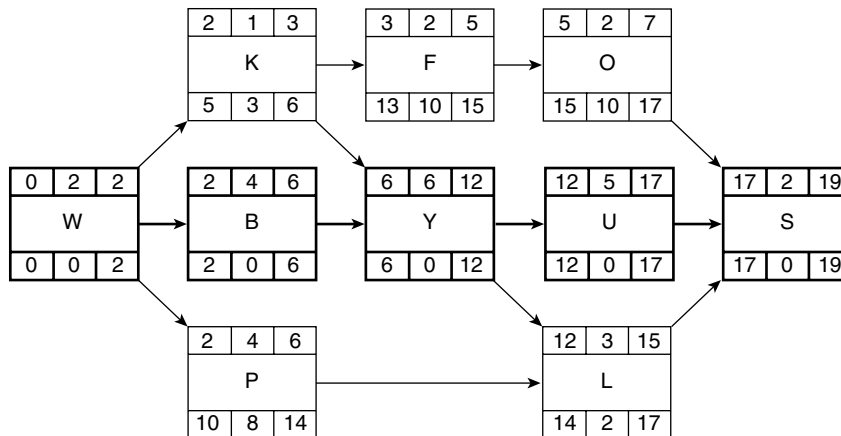 2 1 3
K
5 3 6
3 2 5
F
13 10 15
5 2 7
O
15 10 17
0 2 2
W
0 0 2
2 4 6
B
2 0 6
6 6 12
Y
6 0 12
12 5 17
U
12 0 17
17 2 19
S
17 0 19
2 4 6
P
10 8 14
12 3 15
L
14 2 17